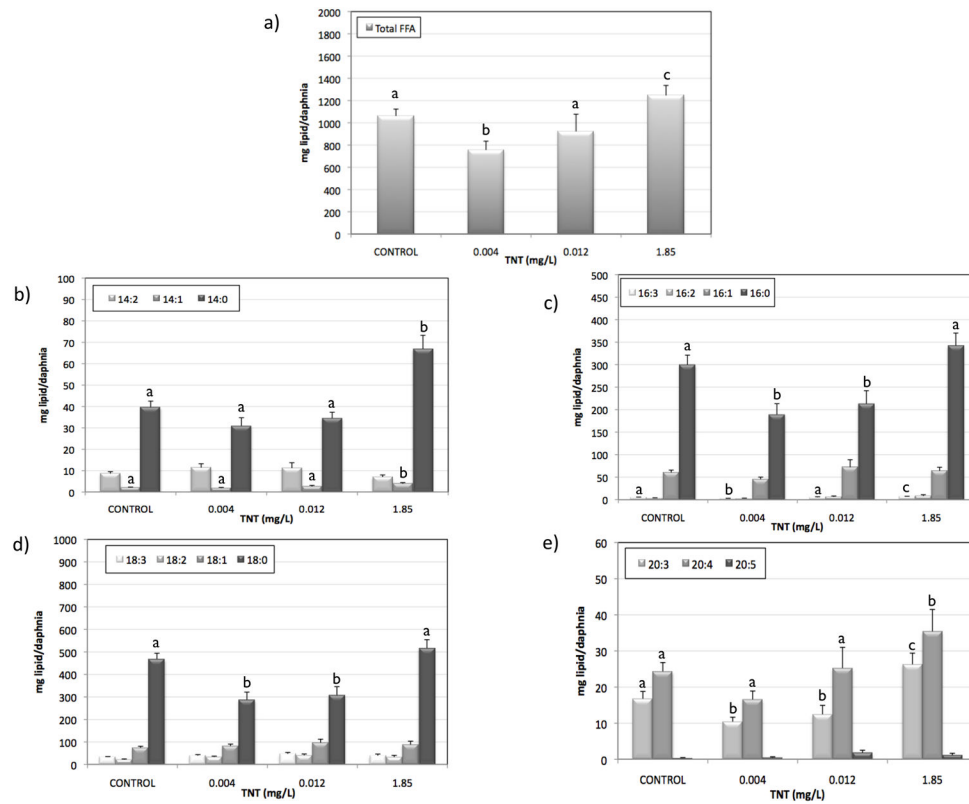 a)
Total FFA
mg lipid/daphnia
2000
1800
1600
1400
1200
1000
800
600
400
200
0
a
b
a
c
CONTROL 0.004 0.012 1.85
TNT (mg/L)
b)
14:2 14:1 14:0
mg lipid/daphnia
100
90
80
70
60
50
40
30
20
10
0
a a
a a
a a
b b
CONTROL 0.004 0.012 1.85
TNT (mg/L)
c)
16:3 16:2 16:1 16:0
mg lipid/daphnia
500
450
400
350
300
250
200
150
100
50
0
a a
b b
a b
c a
CONTROL 0.004 0.012 1.85
TNT (mg/L)
d)
18:3 18:2 18:1 18:0
mg lipid/daphnia
1000
900
800
700
600
500
400
300
200
100
0
a
b
b
a
CONTROL 0.004 0.012 1.85
TNT (mg/L)
e)
20:3 20:4 20:5
mg lipid/daphnia
60
50
40
30
20
10
0
a a
b a
b a
c b
CONTROL 0.004 0.012 1.85
TNT (mg/L)